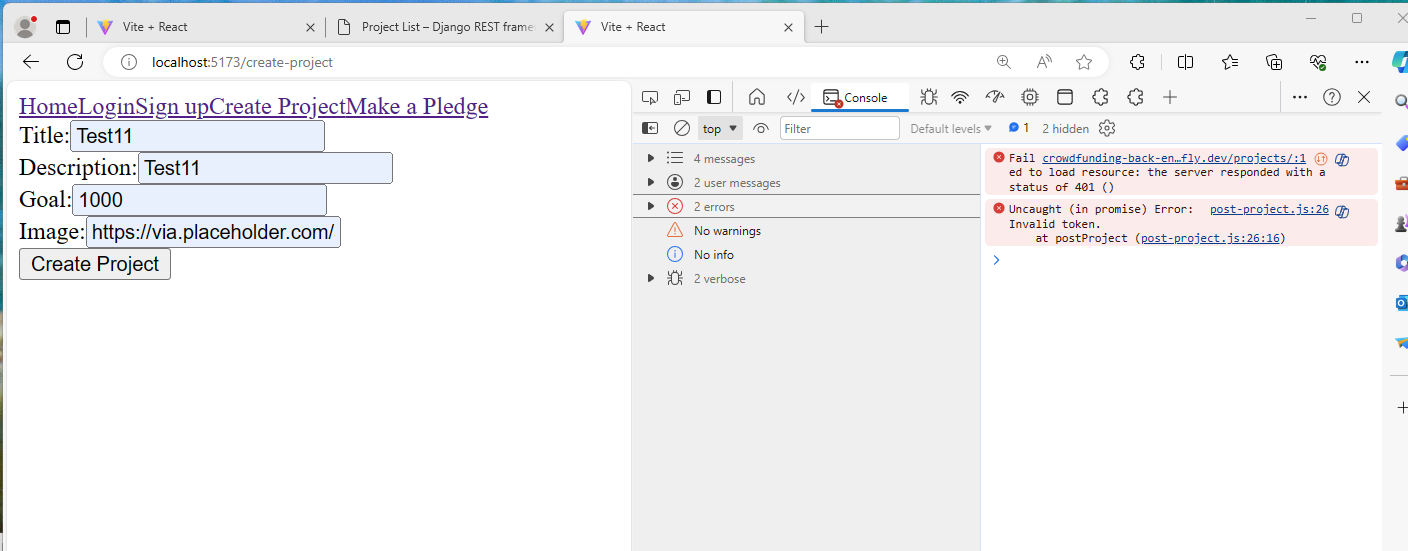 Vite + React
Project List – Django REST frame
Vite + React
localhost:5173/create-project
HomeLoginSign upCreate ProjectMake a Pledge
Title: Test11
Description: Test11
Goal: 1000
Image: https://via.placeholder.com/
Create Project
Console
top
Filter
Default levels
1
2 hidden
4 messages
2 user messages
2 errors
No warnings
No info
2 verbose
Fail crowdfunding-back-en…fly.dev/projects/:1
ed to load resource: the server responded with a
status of 401 ()
Uncaught (in promise) Error: post-project.js:26
Invalid token.
at postProject (post-project.js:26:16)